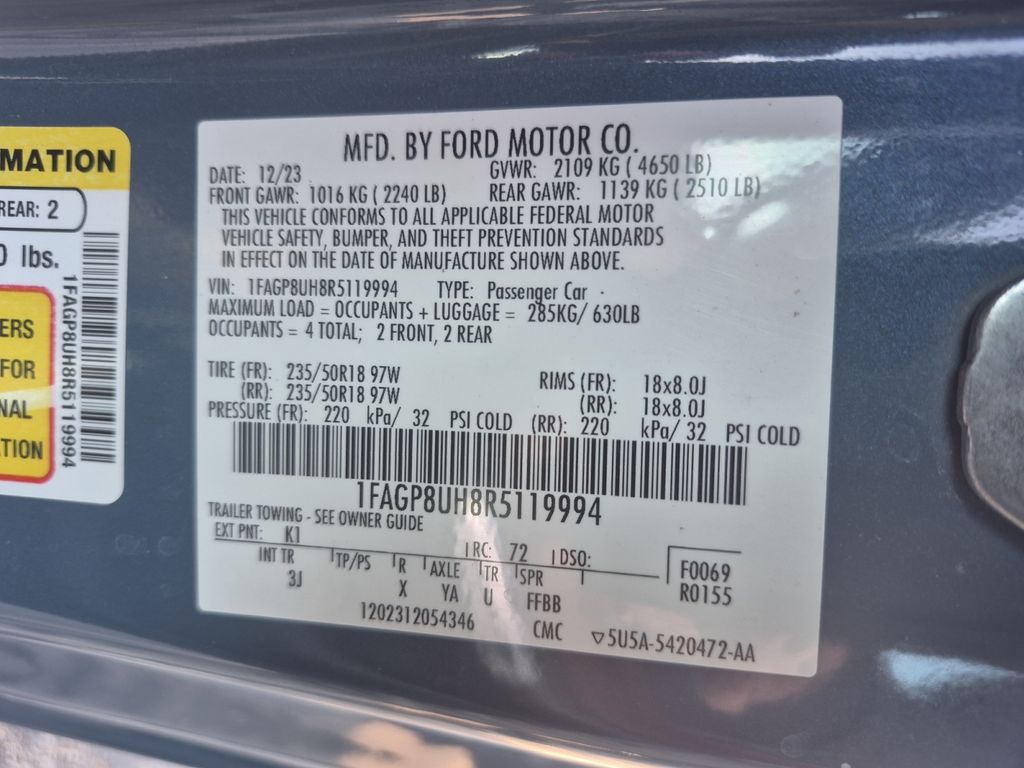 MATION
REAR: 2
0 lbs.
ERS
FOR
NAL
TION
1FAGP8UH8R5119994
MFD. BY FORD MOTOR CO.
DATE: 12/23 GVWR: 2109 KG ( 4650 LB)
FRONT GAWR: 1016 KG ( 2240 LB) REAR GAWR: 1139 KG ( 2510 LB)
THIS VEHICLE CONFORMS TO ALL APPLICABLE FEDERAL MOTOR
VEHICLE SAFETY, BUMPER, AND THEFT PREVENTION STANDARDS
IN EFFECT ON THE DATE OF MANUFACTURE SHOWN ABOVE.
VIN: 1FAGP8UH8R5119994 TYPE: Passenger Car
MAXIMUM LOAD = OCCUPANTS + LUGGAGE = 285KG/ 630LB
OCCUPANTS = 4 TOTAL; 2 FRONT, 2 REAR
TIRE (FR): 235/50R18 97W RIMS (FR): 18x8.0J
(RR): 235/50R18 97W (RR): 18x8.0J
PRESSURE (FR): 220 kPa/ 32 PSI COLD (RR): 220 kPa/ 32 PSI COLD
1FAGP8UH8R5119994
TRAILER TOWING - SEE OWNER GUIDE
EXT PNT: K1 RC: 72 DSO: F0069
INT TR TP/PS R AXLE TR SPR R0155
3J X YA U FFBB
1202312054346 CMC ▽5U5A-5420472-AA